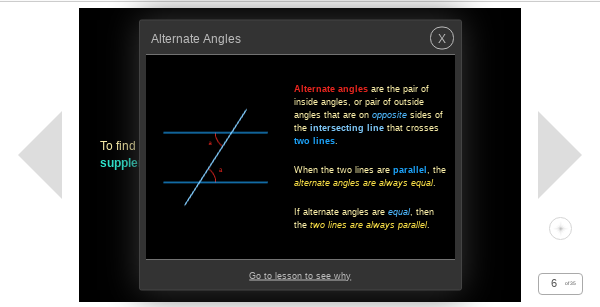 Alternate Angles
X
To find
supple
Alternate angles are the pair of
inside angles, or pair of outside
angles that are on opposite sides of
the intersecting line that crosses
two lines.
When the two lines are parallel, the
alternate angles are always equal.
If alternate angles are equal, then
the two lines are always parallel.
Go to lesson to see why
6
of 35